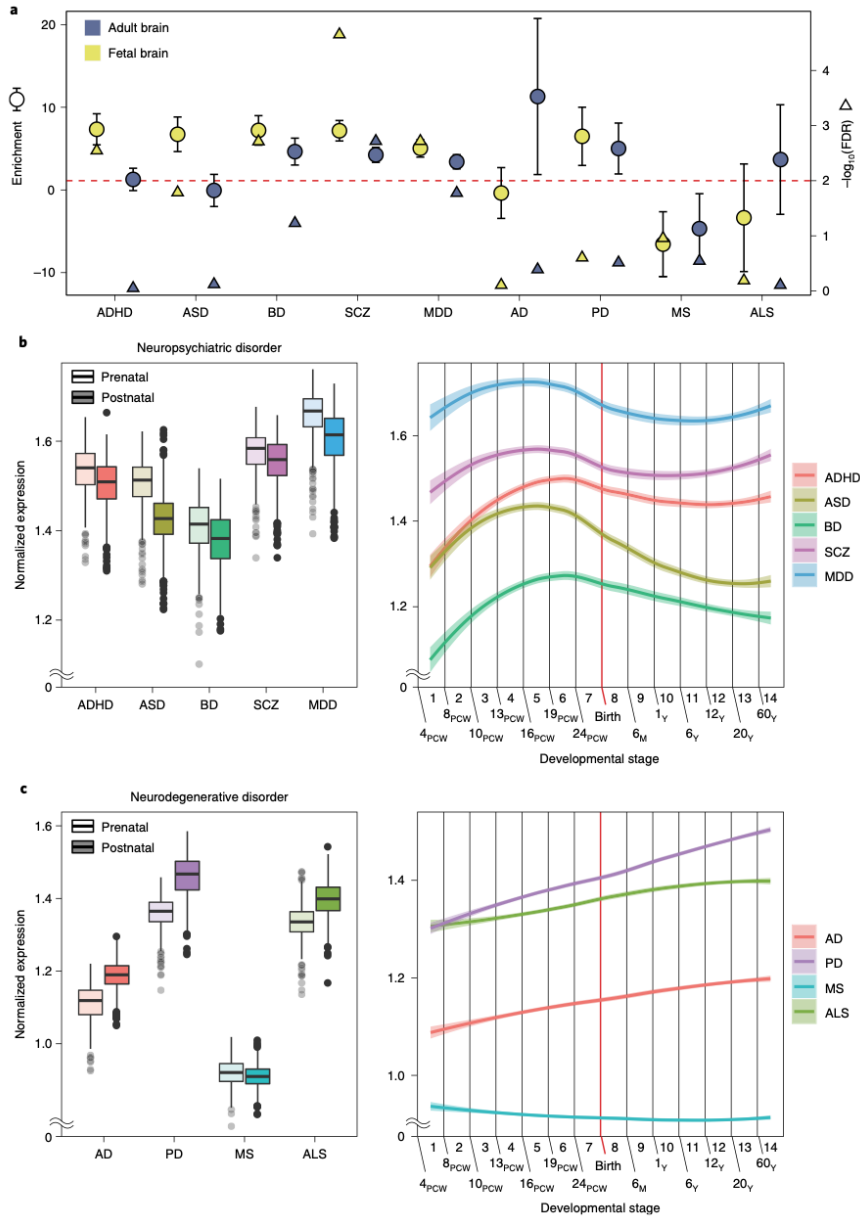 a
Adult brain
Fetal brain
Enrichment
20
10
0
−10
−log10(FDR)
4
3
2
1
0
ADHD ASD BD SCZ MDD AD PD MS ALS
b
Neuropsychiatric disorder
Prenatal
Postnatal
Normalized expression
1.6
1.4
1.2
0
ADHD ASD BD SCZ MDD
1.6
1.4
1.2
0
1 2 3 4 5 6 7 8 9 10 11 12 13 14
8PCW 13PCW 19PCW Birth 1Y 12Y 60Y
4PCW 10PCW 16PCW 24PCW 6M 6Y 20Y
Developmental stage
ADHD
ASD
BD
SCZ
MDD
c
Neurodegenerative disorder
Prenatal
Postnatal
Normalized expression
1.6
1.4
1.2
1.0
0
AD PD MS ALS
1.4
1.2
1.0
0
1 2 3 4 5 6 7 8 9 10 11 12 13 14
8PCW 13PCW 19PCW Birth 1Y 12Y 60Y
4PCW 10PCW 16PCW 24PCW 6M 6Y 20Y
Developmental stage
AD
PD
MS
ALS